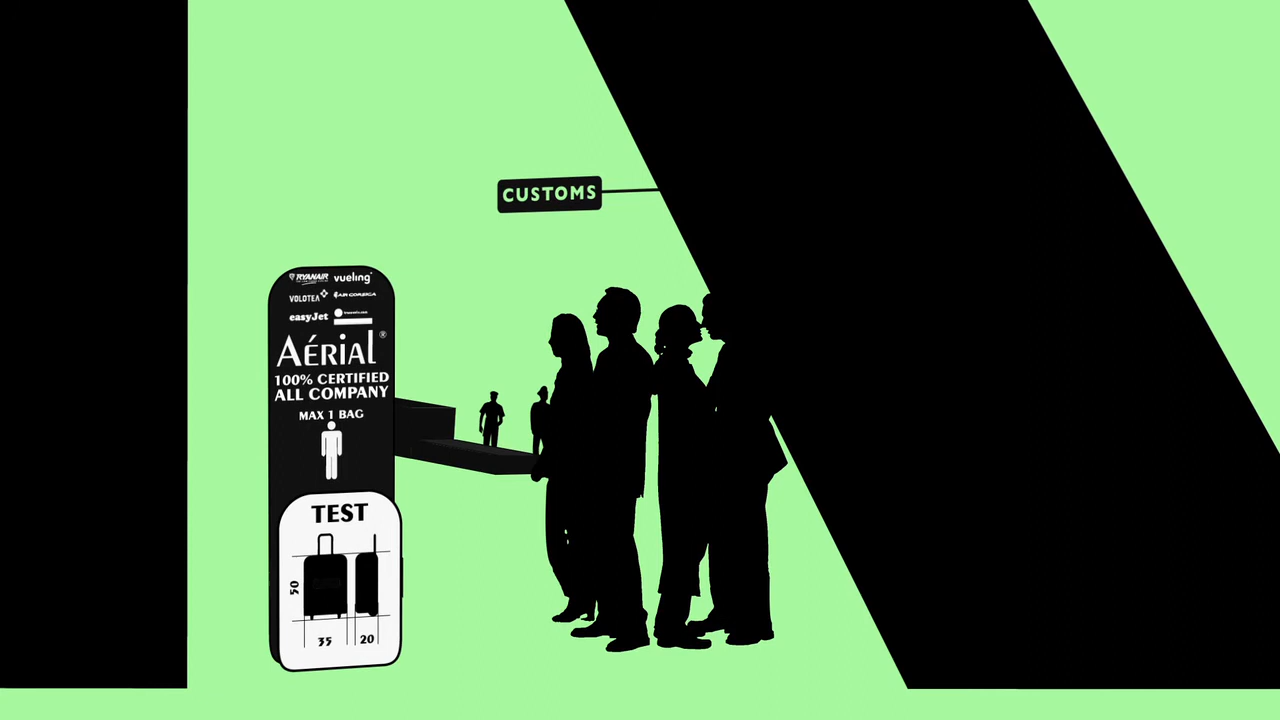 CUSTOMS
RYANAIR vueling
VOLOTEA AIR CORSICA
easyJet
AÉRIAL®
100% CERTIFIED
ALL COMPANY
MAX 1 BAG
TEST
50
35 20